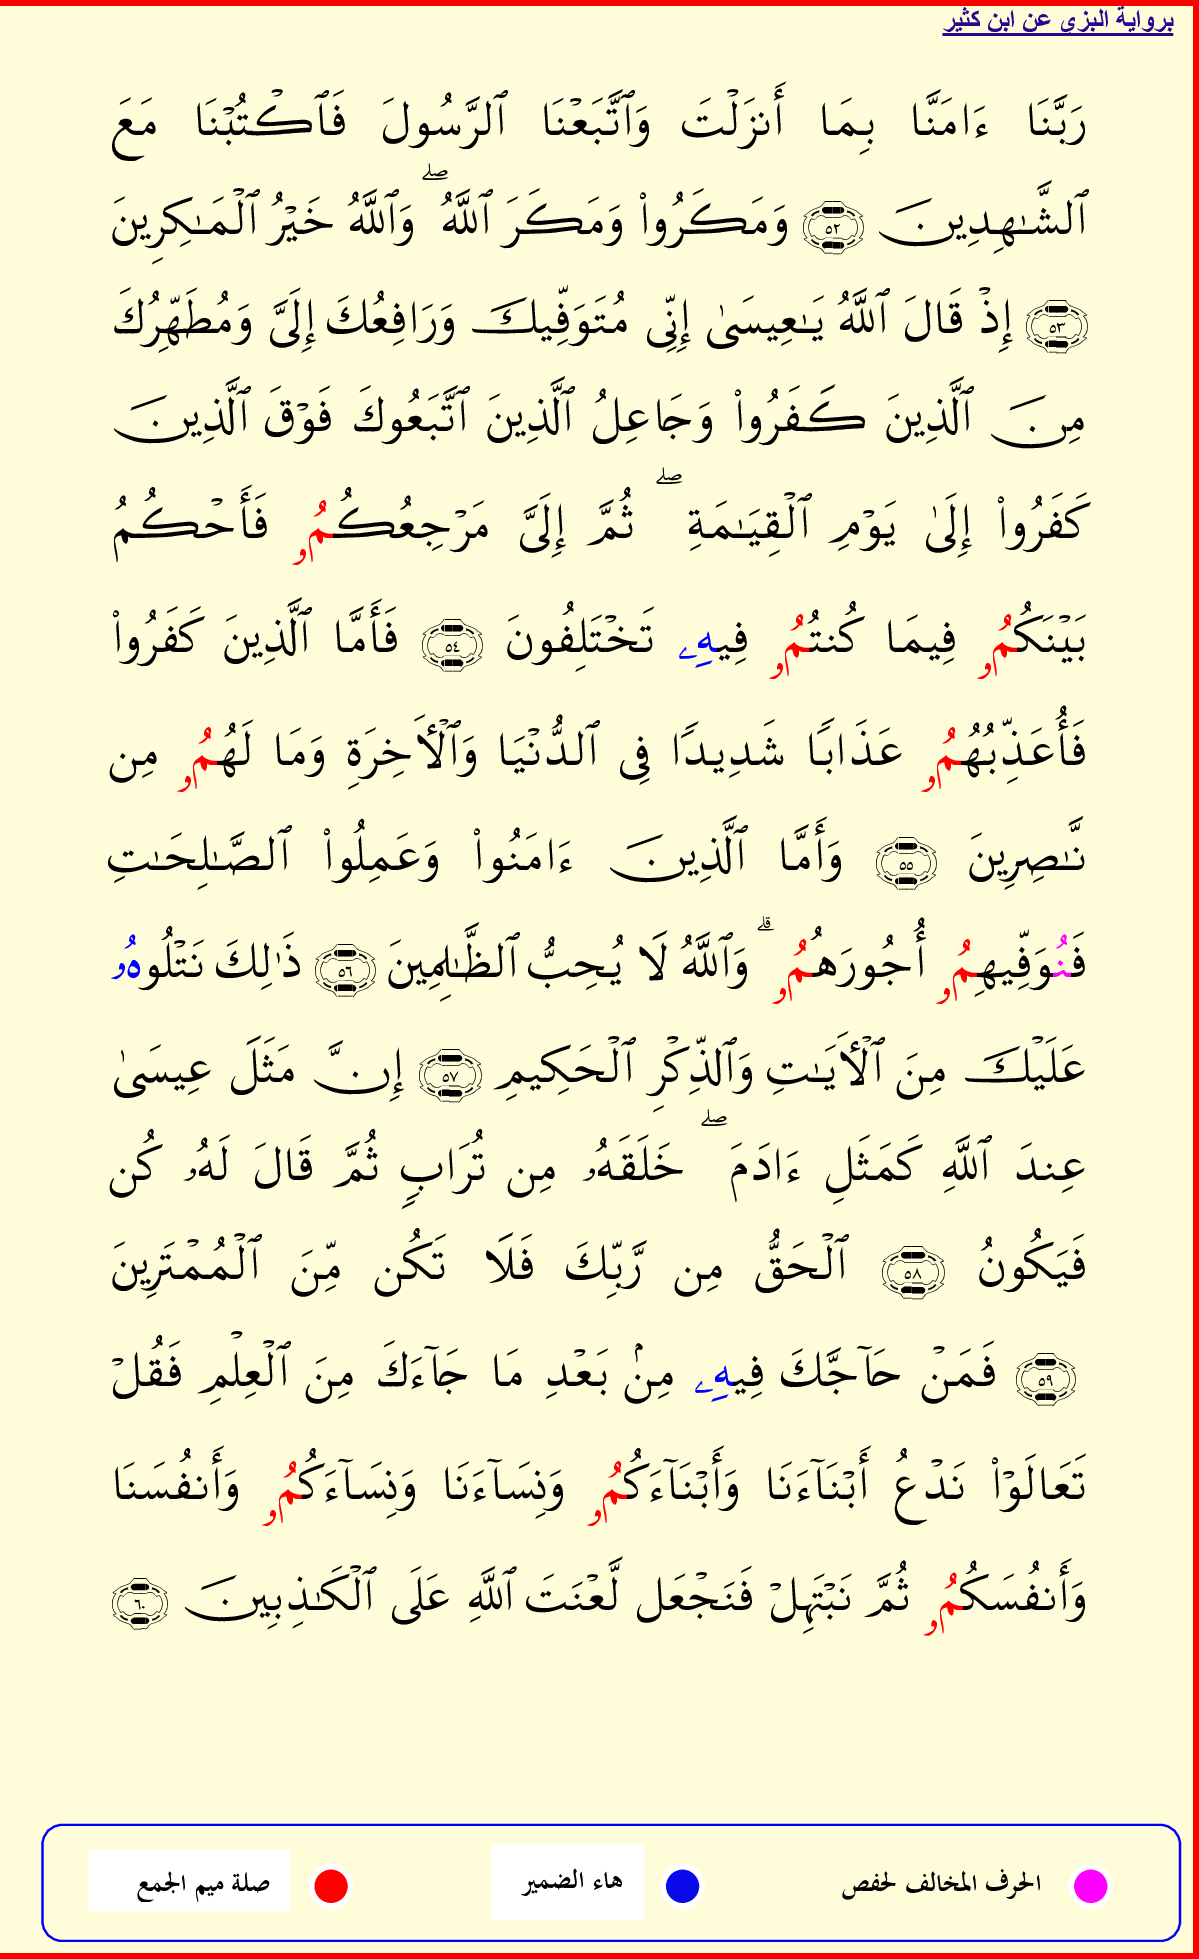 برواية البزى عن ابن كثير
رَبَّنَا ءَامَنَّا بِمَا أَنزَلْتَ وَٱتَّبَعْنَا ٱلرَّسُولَ فَٱكْتُبْنَا مَعَ
ٱلشَّـٰهِدِينَ ٥٢ وَمَكَرُوا۟ وَمَكَرَ ٱللَّهُ ۖ وَٱللَّهُ خَيْرُ ٱلْمَـٰكِرِينَ
٥٣ إِذْ قَالَ ٱللَّهُ يَـٰعِيسَىٰ إِنِّى مُتَوَفِّيكَ وَرَافِعُكَ إِلَىَّ وَمُطَهِّرُكَ
مِنَ ٱلَّذِينَ كَفَرُوا۟ وَجَاعِلُ ٱلَّذِينَ ٱتَّبَعُوكَ فَوْقَ ٱلَّذِينَ
كَفَرُوا۟ إِلَىٰ يَوْمِ ٱلْقِيَـٰمَةِ ۖ ثُمَّ إِلَىَّ مَرْجِعُكُمُۥ فَأَحْكُمُ
بَيْنَكُمُۥ فِيمَا كُنتُمُۥ فِيهِۦ تَخْتَلِفُونَ ٥٤ فَأَمَّا ٱلَّذِينَ كَفَرُوا۟
فَأُعَذِّبُهُمُۥ عَذَابًا شَدِيدًا فِى ٱلدُّنْيَا وَٱلْأَخِرَةِ وَمَا لَهُمُۥ مِن
نَّـٰصِرِينَ ٥٥ وَأَمَّا ٱلَّذِينَ ءَامَنُوا۟ وَعَمِلُوا۟ ٱلصَّـٰلِحَـٰتِ
فَنُوَفِّيهِمُۥ أُجُورَهُمُۥ ۗ وَٱللَّهُ لَا يُحِبُّ ٱلظَّـٰلِمِينَ ٥٦ ذَٰلِكَ نَتْلُوهُۥ
عَلَيْكَ مِنَ ٱلْأَيَـٰتِ وَٱلذِّكْرِ ٱلْحَكِيمِ ٥٧ إِنَّ مَثَلَ عِيسَىٰ
عِندَ ٱللَّهِ كَمَثَلِ ءَادَمَ ۖ خَلَقَهُۥ مِن تُرَابٍ ثُمَّ قَالَ لَهُۥ كُن
فَيَكُونُ ٥٨ ٱلْحَقُّ مِن رَّبِّكَ فَلَا تَكُن مِّنَ ٱلْمُمْتَرِينَ
٥٩ فَمَنْ حَآجَّكَ فِيهِۦ مِنۢ بَعْدِ مَا جَآءَكَ مِنَ ٱلْعِلْمِ فَقُلْ
تَعَالَوْا۟ نَدْعُ أَبْنَآءَنَا وَأَبْنَآءَكُمُۥ وَنِسَآءَنَا وَنِسَآءَكُمُۥ وَأَنفُسَنَا
وَأَنفُسَكُمُۥ ثُمَّ نَبْتَهِلْ فَنَجْعَل لَّعْنَتَ ٱللَّهِ عَلَى ٱلْكَـٰذِبِينَ ٦٠
الحرف المخالف لحفص هاء الضمير صلة ميم الجمع